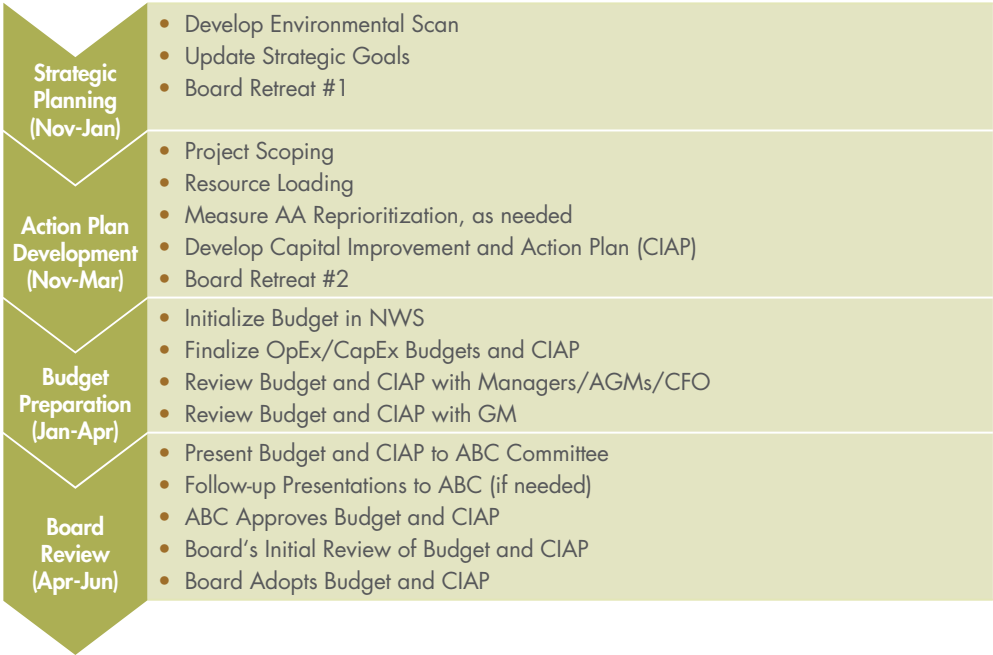 Strategic
Planning
(Nov-Jan)
• Develop Environmental Scan
• Update Strategic Goals
• Board Retreat #1
Action Plan
Development
(Nov-Mar)
• Project Scoping
• Resource Loading
• Measure AA Reprioritization, as needed
• Develop Capital Improvement and Action Plan (CIAP)
• Board Retreat #2
Budget
Preparation
(Jan-Apr)
• Initialize Budget in NWS
• Finalize OpEx/CapEx Budgets and CIAP
• Review Budget and CIAP with Managers/AGMs/CFO
• Review Budget and CIAP with GM
Board
Review
(Apr-Jun)
• Present Budget and CIAP to ABC Committee
• Follow-up Presentations to ABC (if needed)
• ABC Approves Budget and CIAP
• Board's Initial Review of Budget and CIAP
• Board Adopts Budget and CIAP